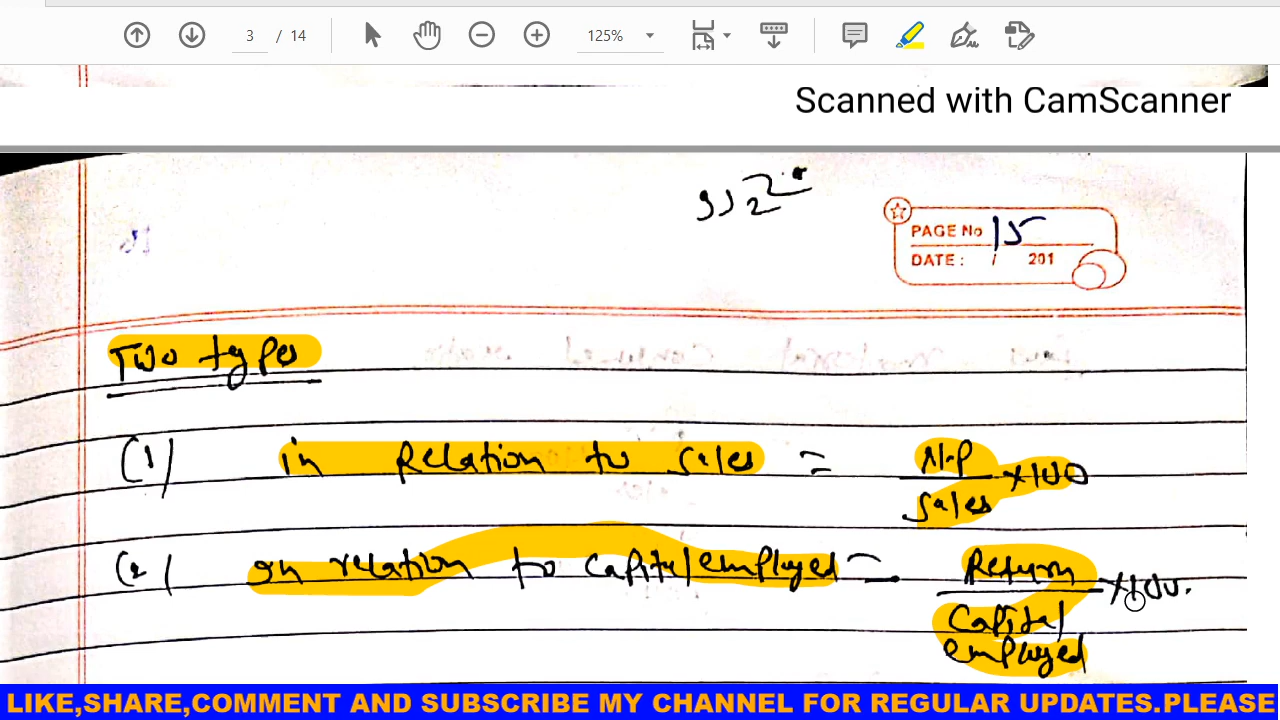 3 / 14 125%
Scanned with CamScanner
PAGE No 15
DATE : / 201
Two types
(1) in Relation to sales = N.P / Sales ×100
(2) In relation to capital employed = Return / Capital employed ×100.
LIKE,SHARE,COMMENT AND SUBSCRIBE MY CHANNEL FOR REGULAR UPDATES.PLEASE